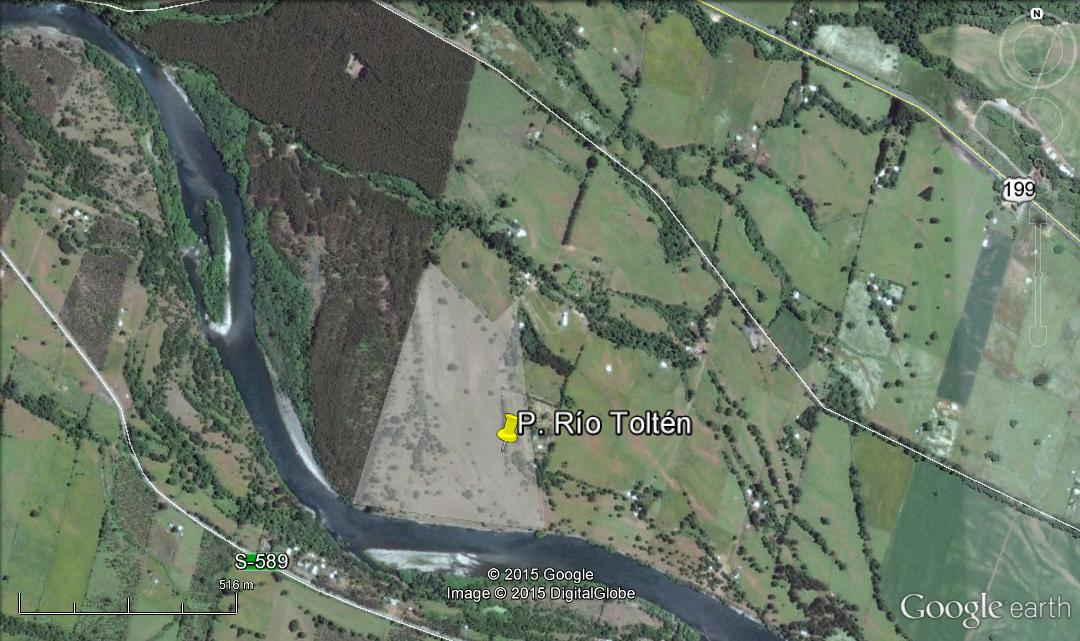 N
199
P. Río Toltén
S-589
516 m
© 2015 Google
Image © 2015 DigitalGlobe
Google earth